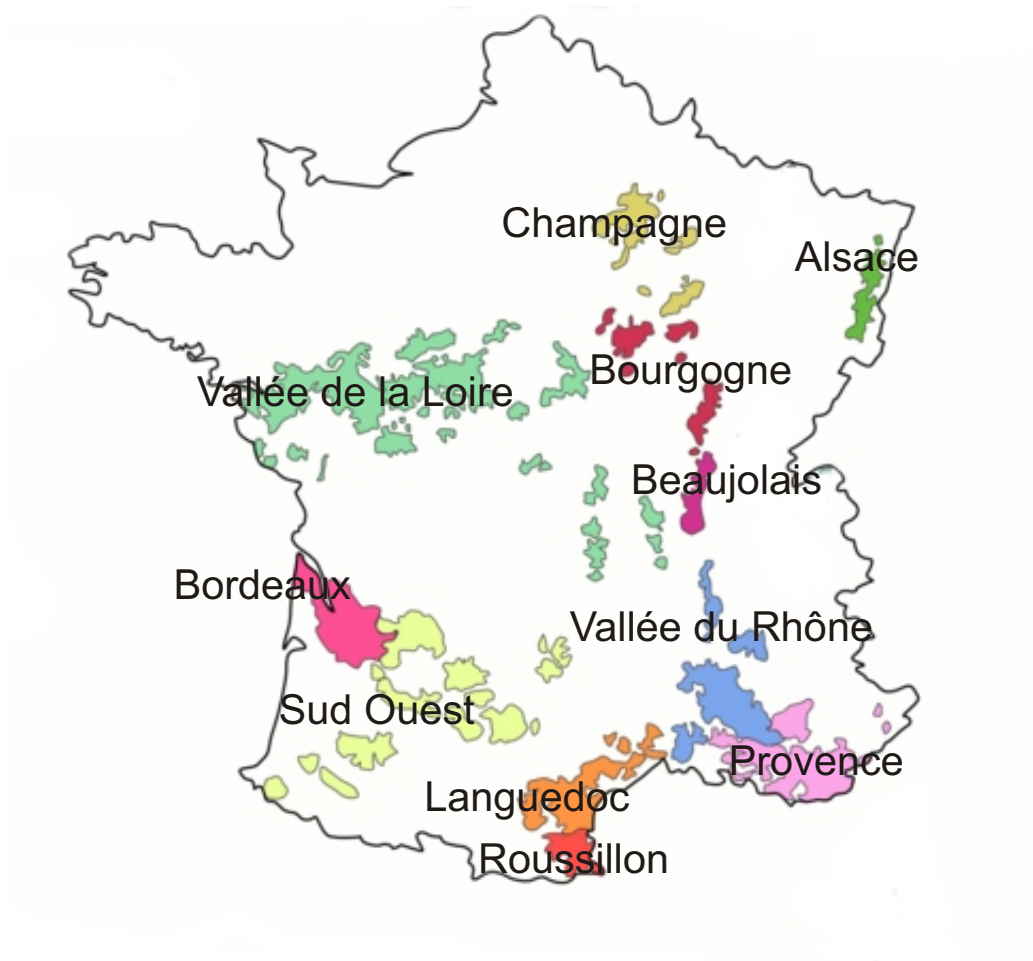 Champagne
Alsace
Bourgogne
Vallée de la Loire
Beaujolais
Bordeaux
Vallée du Rhône
Sud Ouest
Provence
Languedoc
Roussillon